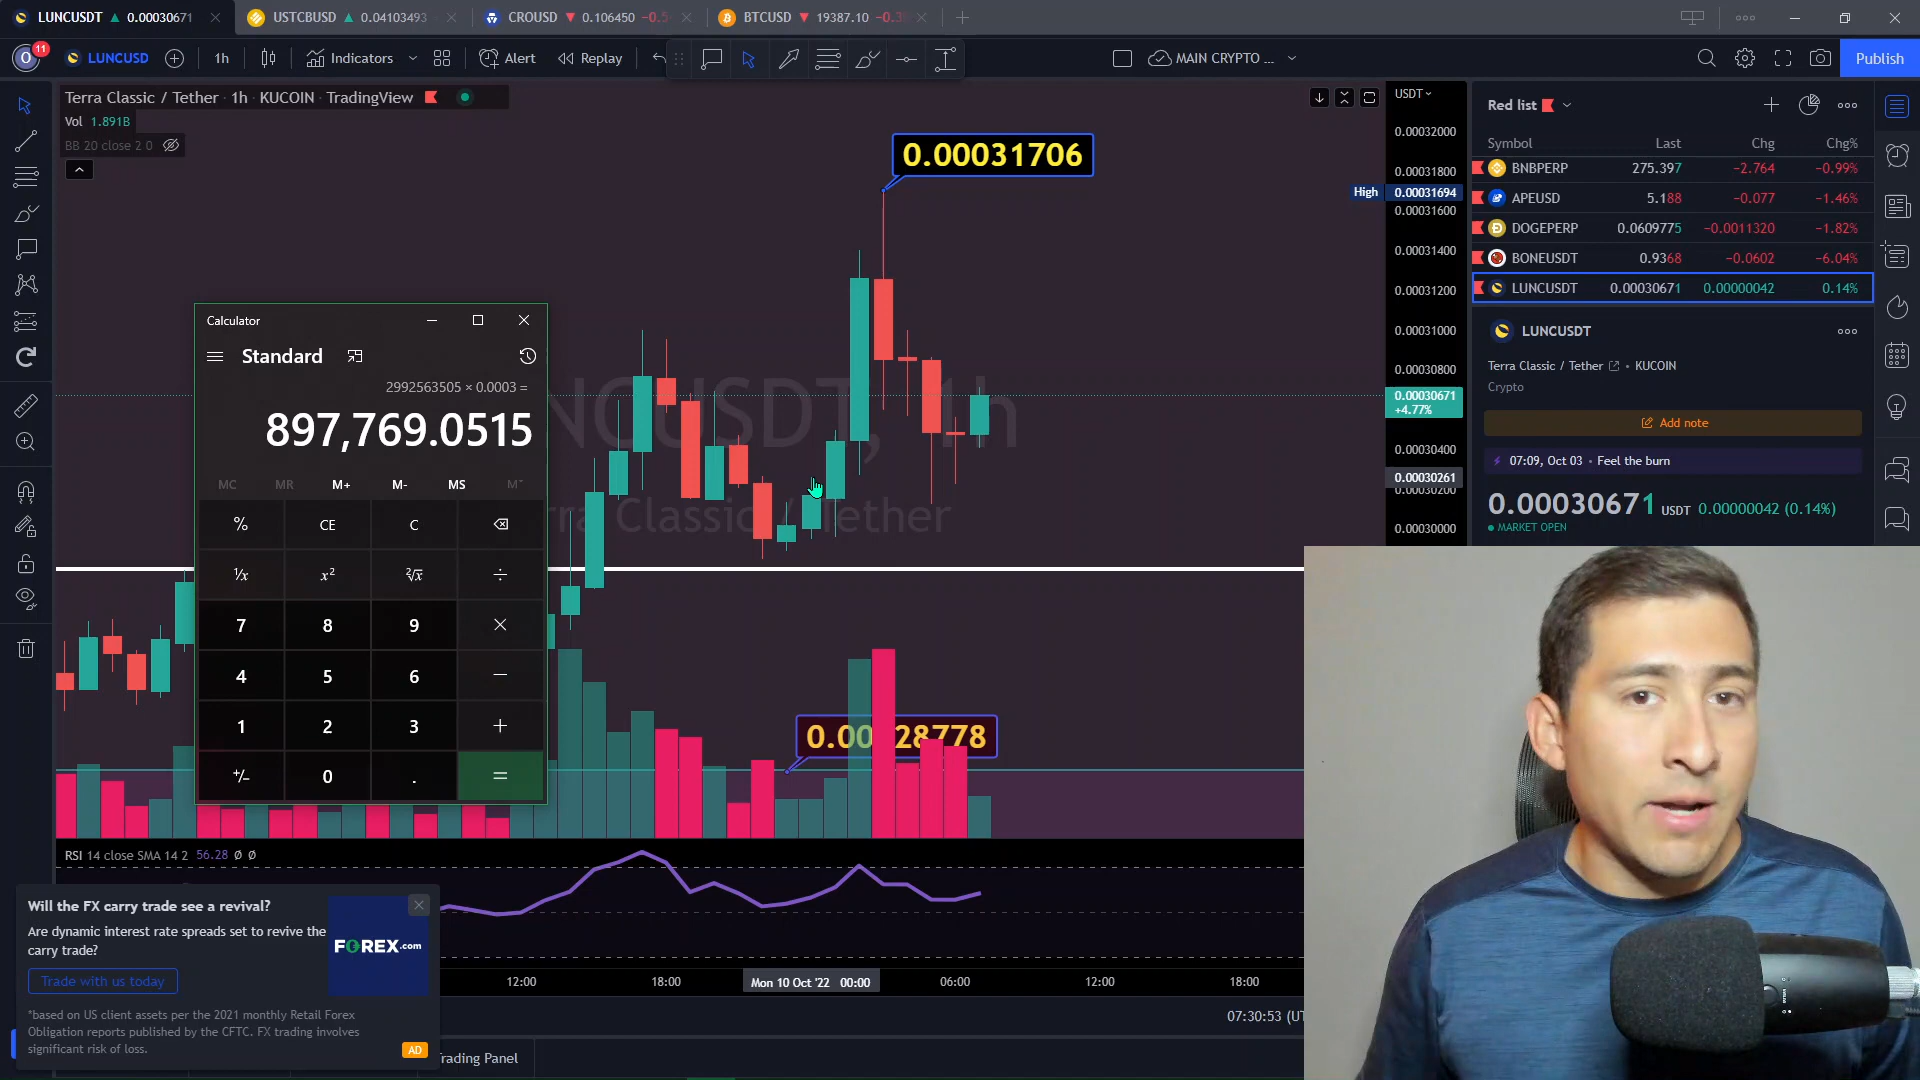 LUNCUSDT ▲ 0.00030671
USTCBUSD ▲ 0.04103493
CROUSD ▼ 0.106450 −0.5
BTCUSD ▼ 19387.10 −0.3
O 11
LUNCUSD
1h
Indicators
Alert
Replay
MAIN CRYPTO ...
Publish
Terra Classic / Tether · 1h · KUCOIN · TradingView
Vol 1.891B
BB 20 close 2 0
USDT
0.00032000
0.00031800
High 0.00031694
0.00031600
0.00031400
0.00031200
0.00031000
0.00030800
0.00030671
+4.77%
0.00030400
0.00030261
0.00030200
0.00030000
0.00031706
Classic / Tether
Calculator
Standard
2992563505 × 0.0003 =
897,769.0515
MC MR M+ M- MS M
% CE C
¹/x x² ²√x ÷
7 8 9 ×
4 5 6 −
1 2 3 +
+/− 0 . =
RSI 14 close SMA 14 2 56.28 Ø Ø
12:00
18:00
Mon 10 Oct '22 00:00
06:00
12:00
18:00
07:30:53 (UT
Trading Panel
Will the FX carry trade see a revival?
Are dynamic interest rate spreads set to revive the
carry trade?
Trade with us today
FOREX.com
*based on US client assets per the 2021 monthly Retail Forex
Obligation reports published by the CFTC. FX trading involves
significant risk of loss.
AD
Red list
Symbol Last Chg Chg%
BNBPERP 275.397 −2.764 −0.99%
APEUSD 5.188 −0.077 −1.46%
DOGEPERP 0.0609775 −0.0011320 −1.82%
BONEUSDT 0.9368 −0.0602 −6.04%
LUNCUSDT 0.00030671 0.00000042 0.14%
LUNCUSDT
Terra Classic / Tether • KUCOIN
Crypto
Add note
07:09, Oct 03 • Feel the burn
0.00030671 USDT 0.00000042 (0.14%)
MARKET OPEN